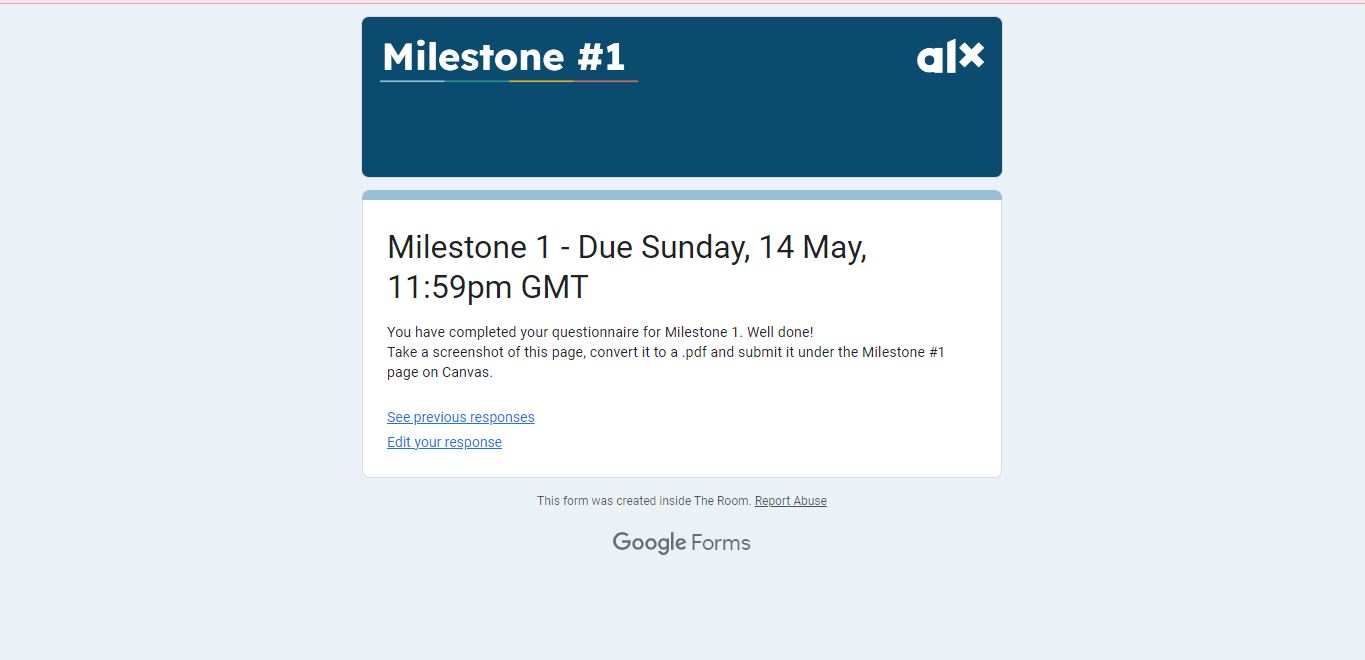 Milestone #1
alx
Milestone 1 - Due Sunday, 14 May,
11:59pm GMT
You have completed your questionnaire for Milestone 1. Well done!
Take a screenshot of this page, convert it to a .pdf and submit it under the Milestone #1
page on Canvas.
See previous responses
Edit your response
This form was created inside The Room. Report Abuse
Google Forms